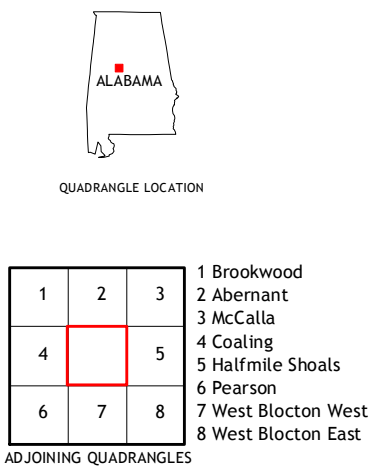 ALABAMA
QUADRANGLE LOCATION
1 2 3
4 5
6 7 8
1 Brookwood
2 Abernant
3 McCalla
4 Coaling
5 Halfmile Shoals
6 Pearson
7 West Blocton West
8 West Blocton East
ADJOINING QUADRANGLES